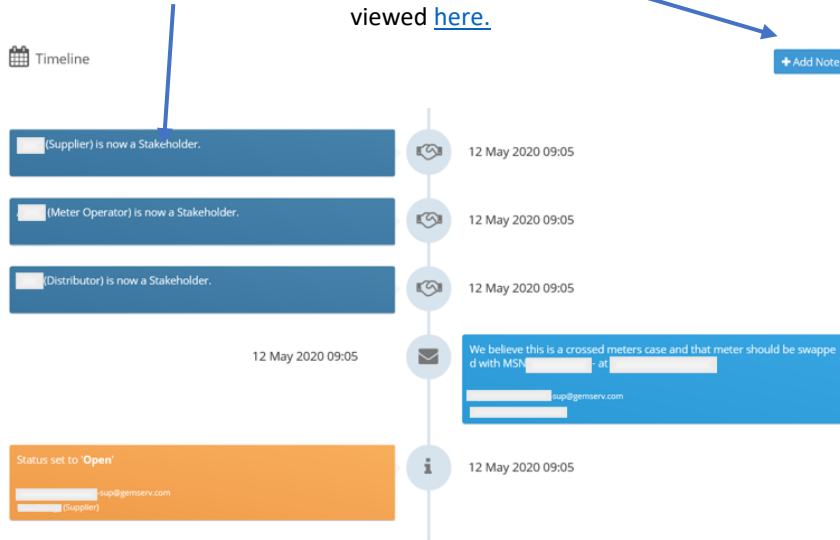 viewed here.
Timeline
+ Add Note
(Supplier) is now a Stakeholder.
12 May 2020 09:05
(Meter Operator) is now a Stakeholder.
12 May 2020 09:05
(Distributor) is now a Stakeholder.
12 May 2020 09:05
12 May 2020 09:05
We believe this is a crossed meters case and that meter should be swappe
d with MSN - at
-sup@gemserv.com
Status set to 'Open'
12 May 2020 09:05
-sup@gemserv.com
(Supplier)